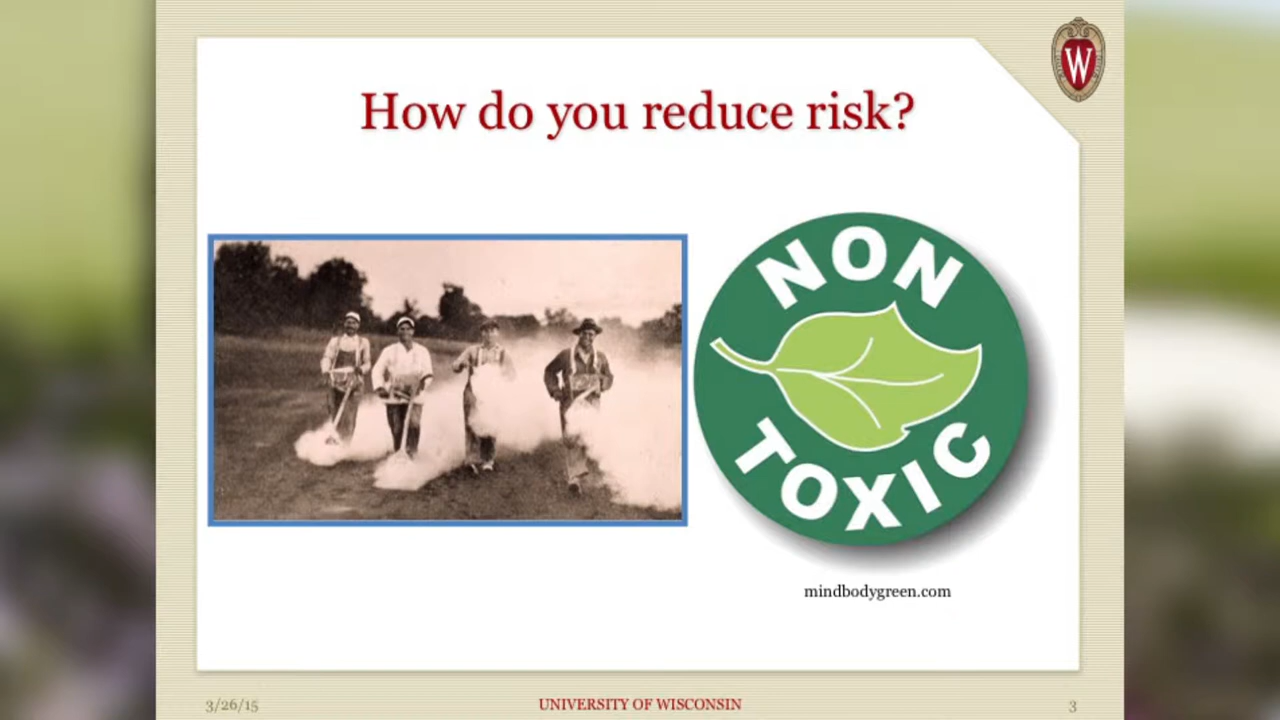 W
How do you reduce risk?
NON
TOXIC
mindbodygreen.com
3/26/15
UNIVERSITY OF WISCONSIN
3